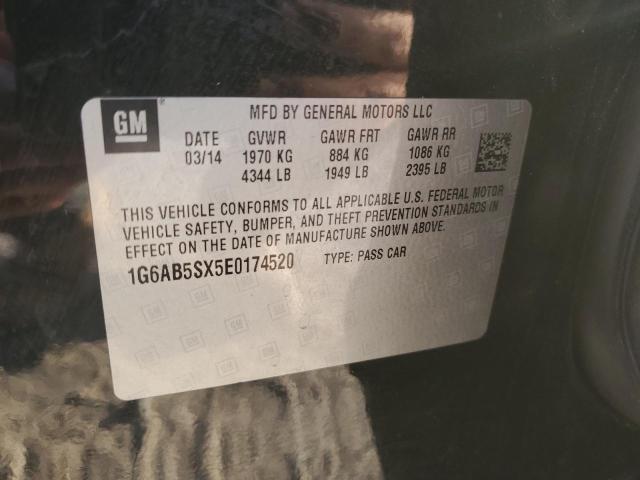 GM
MFD BY GENERAL MOTORS LLC
DATE GVWR GAWR FRT GAWR RR
03/14 1970 KG 884 KG 1086 KG
4344 LB 1949 LB 2395 LB
THIS VEHICLE CONFORMS TO ALL APPLICABLE U.S. FEDERAL MOTOR
VEHICLE SAFETY, BUMPER, AND THEFT PREVENTION STANDARDS IN
EFFECT ON THE DATE OF MANUFACTURE SHOWN ABOVE.
1G6AB5SX5E0174520 TYPE: PASS CAR